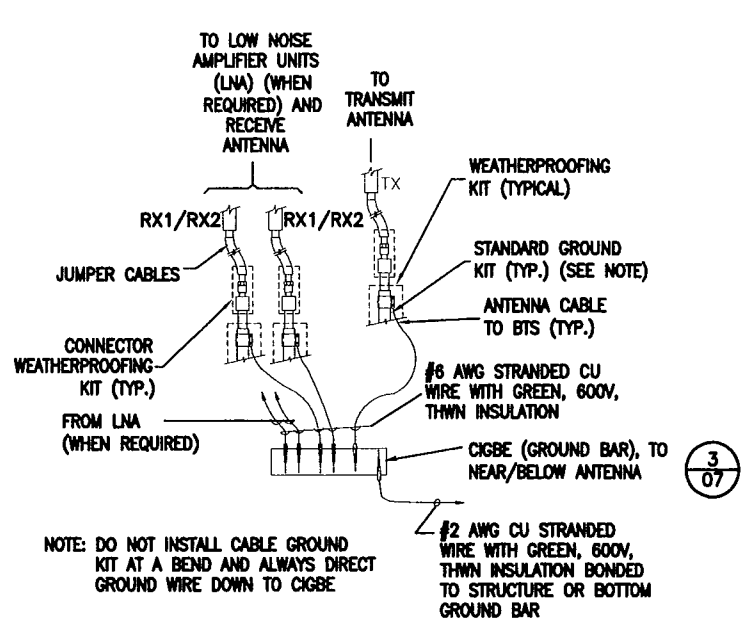 TO LOW NOISE
AMPLIFIER UNITS
(LNA) (WHEN
REQUIRED) AND
RECEIVE
ANTENNA
TO
TRANSMIT
ANTENNA
TX
WEATHERPROOFING
KIT (TYPICAL)
RX1/RX2
RX1/RX2
STANDARD GROUND
KIT (TYP.) (SEE NOTE)
JUMPER CABLES
ANTENNA CABLE
TO BTS (TYP.)
CONNECTOR
WEATHERPROOFING
KIT (TYP.)
#6 AWG STRANDED CU
WIRE WITH GREEN, 600V,
THWN INSULATION
FROM LNA
(WHEN REQUIRED)
CIGBE (GROUND BAR), TO
NEAR/BELOW ANTENNA
3
07
#2 AWG CU STRANDED
WIRE WITH GREEN, 600V,
THWN INSULATION BONDED
TO STRUCTURE OR BOTTOM
GROUND BAR
NOTE: DO NOT INSTALL CABLE GROUND
KIT AT A BEND AND ALWAYS DIRECT
GROUND WIRE DOWN TO CIGBE